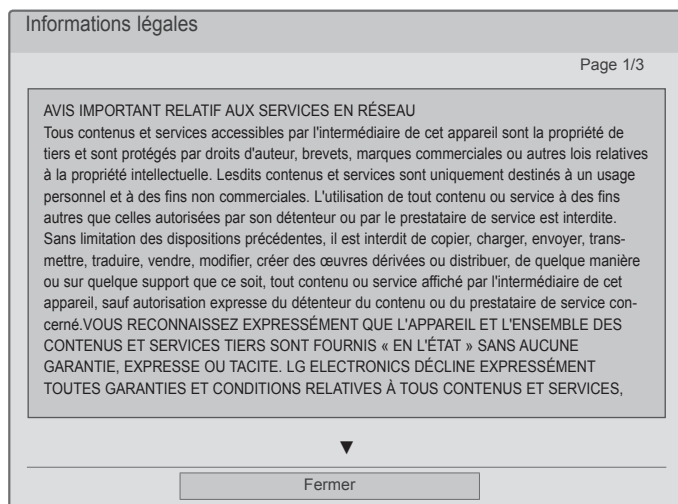 Informations légales
Page 1/3
AVIS IMPORTANT RELATIF AUX SERVICES EN RÉSEAU
Tous contenus et services accessibles par l'intermédiaire de cet appareil sont la propriété de
tiers et sont protégés par droits d'auteur, brevets, marques commerciales ou autres lois relatives
à la propriété intellectuelle. Lesdits contenus et services sont uniquement destinés à un usage
personnel et à des fins non commerciales. L'utilisation de tout contenu ou service à des fins
autres que celles autorisées par son détenteur ou par le prestataire de service est interdite.
Sans limitation des dispositions précédentes, il est interdit de copier, charger, envoyer, trans-
mettre, traduire, vendre, modifier, créer des œuvres dérivées ou distribuer, de quelque manière
ou sur quelque support que ce soit, tout contenu ou service affiché par l'intermédiaire de cet
appareil, sauf autorisation expresse du détenteur du contenu ou du prestataire de service con-
cerné.VOUS RECONNAISSEZ EXPRESSÉMENT QUE L'APPAREIL ET L'ENSEMBLE DES
CONTENUS ET SERVICES TIERS SONT FOURNIS « EN L'ÉTAT » SANS AUCUNE
GARANTIE, EXPRESSE OU TACITE. LG ELECTRONICS DÉCLINE EXPRESSÉMENT
TOUTES GARANTIES ET CONDITIONS RELATIVES À TOUS CONTENUS ET SERVICES,
▼
Fermer